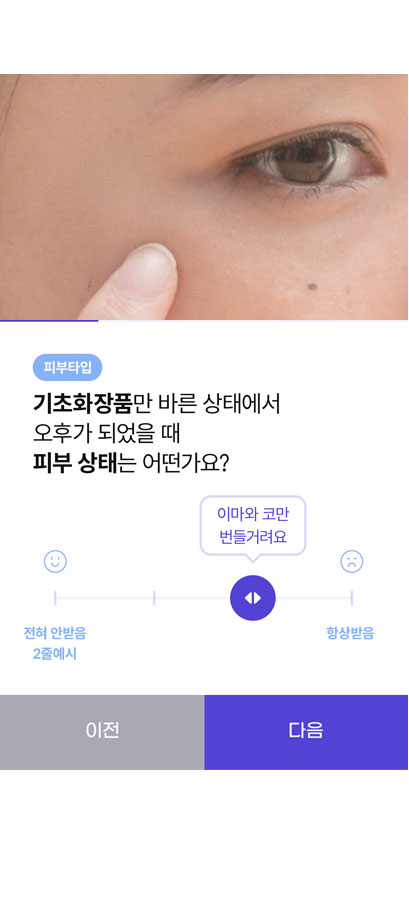 피부타입
기초화장품만 바른 상태에서
오후가 되었을 때
피부 상태는 어떤가요?
이마와 코만
번들거려요
전혀 안받음
2줄예시
항상받음
이전
다음